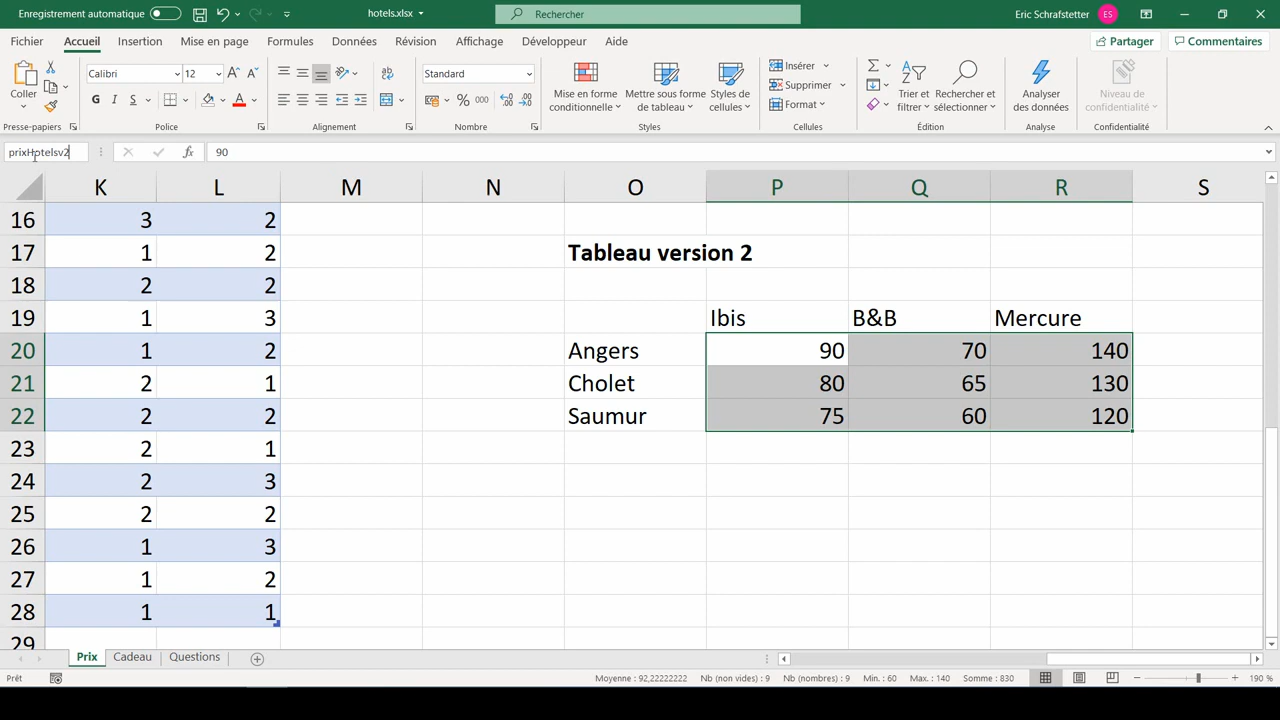 Enregistrement automatique
hotels.xlsx
Rechercher
Eric Schrafstetter
ES
Fichier Accueil Insertion Mise en page Formules Données Révision Affichage Développeur Aide
Partager
Commentaires
Coller
Calibri 12
G I S
Standard
% 000
Mise en forme conditionnelle
Mettre sous forme de tableau
Styles de cellules
Insérer
Supprimer
Format
Trier et filtrer
Rechercher et sélectionner
Analyser des données
Niveau de confidentialité
Presse-papiers Police Alignement Nombre Styles Cellules Édition Analyse Confidentialité
prixHotelsv2 fx 90
K L M N O P Q R S
16 3 2
17 1 2 Tableau version 2
18 2 2
19 1 3 Ibis B&B Mercure
20 1 2 Angers 90 70 140
21 2 1 Cholet 80 65 130
22 2 2 Saumur 75 60 120
23 2 1
24 2 3
25 2 2
26 1 3
27 1 2
28 1 1
29
Prix Cadeau Questions
Prêt
Moyenne : 92,22222222 Nb (non vides) : 9 Nb (nombres) : 9 Min. : 60 Max. : 140 Somme : 830
190 %